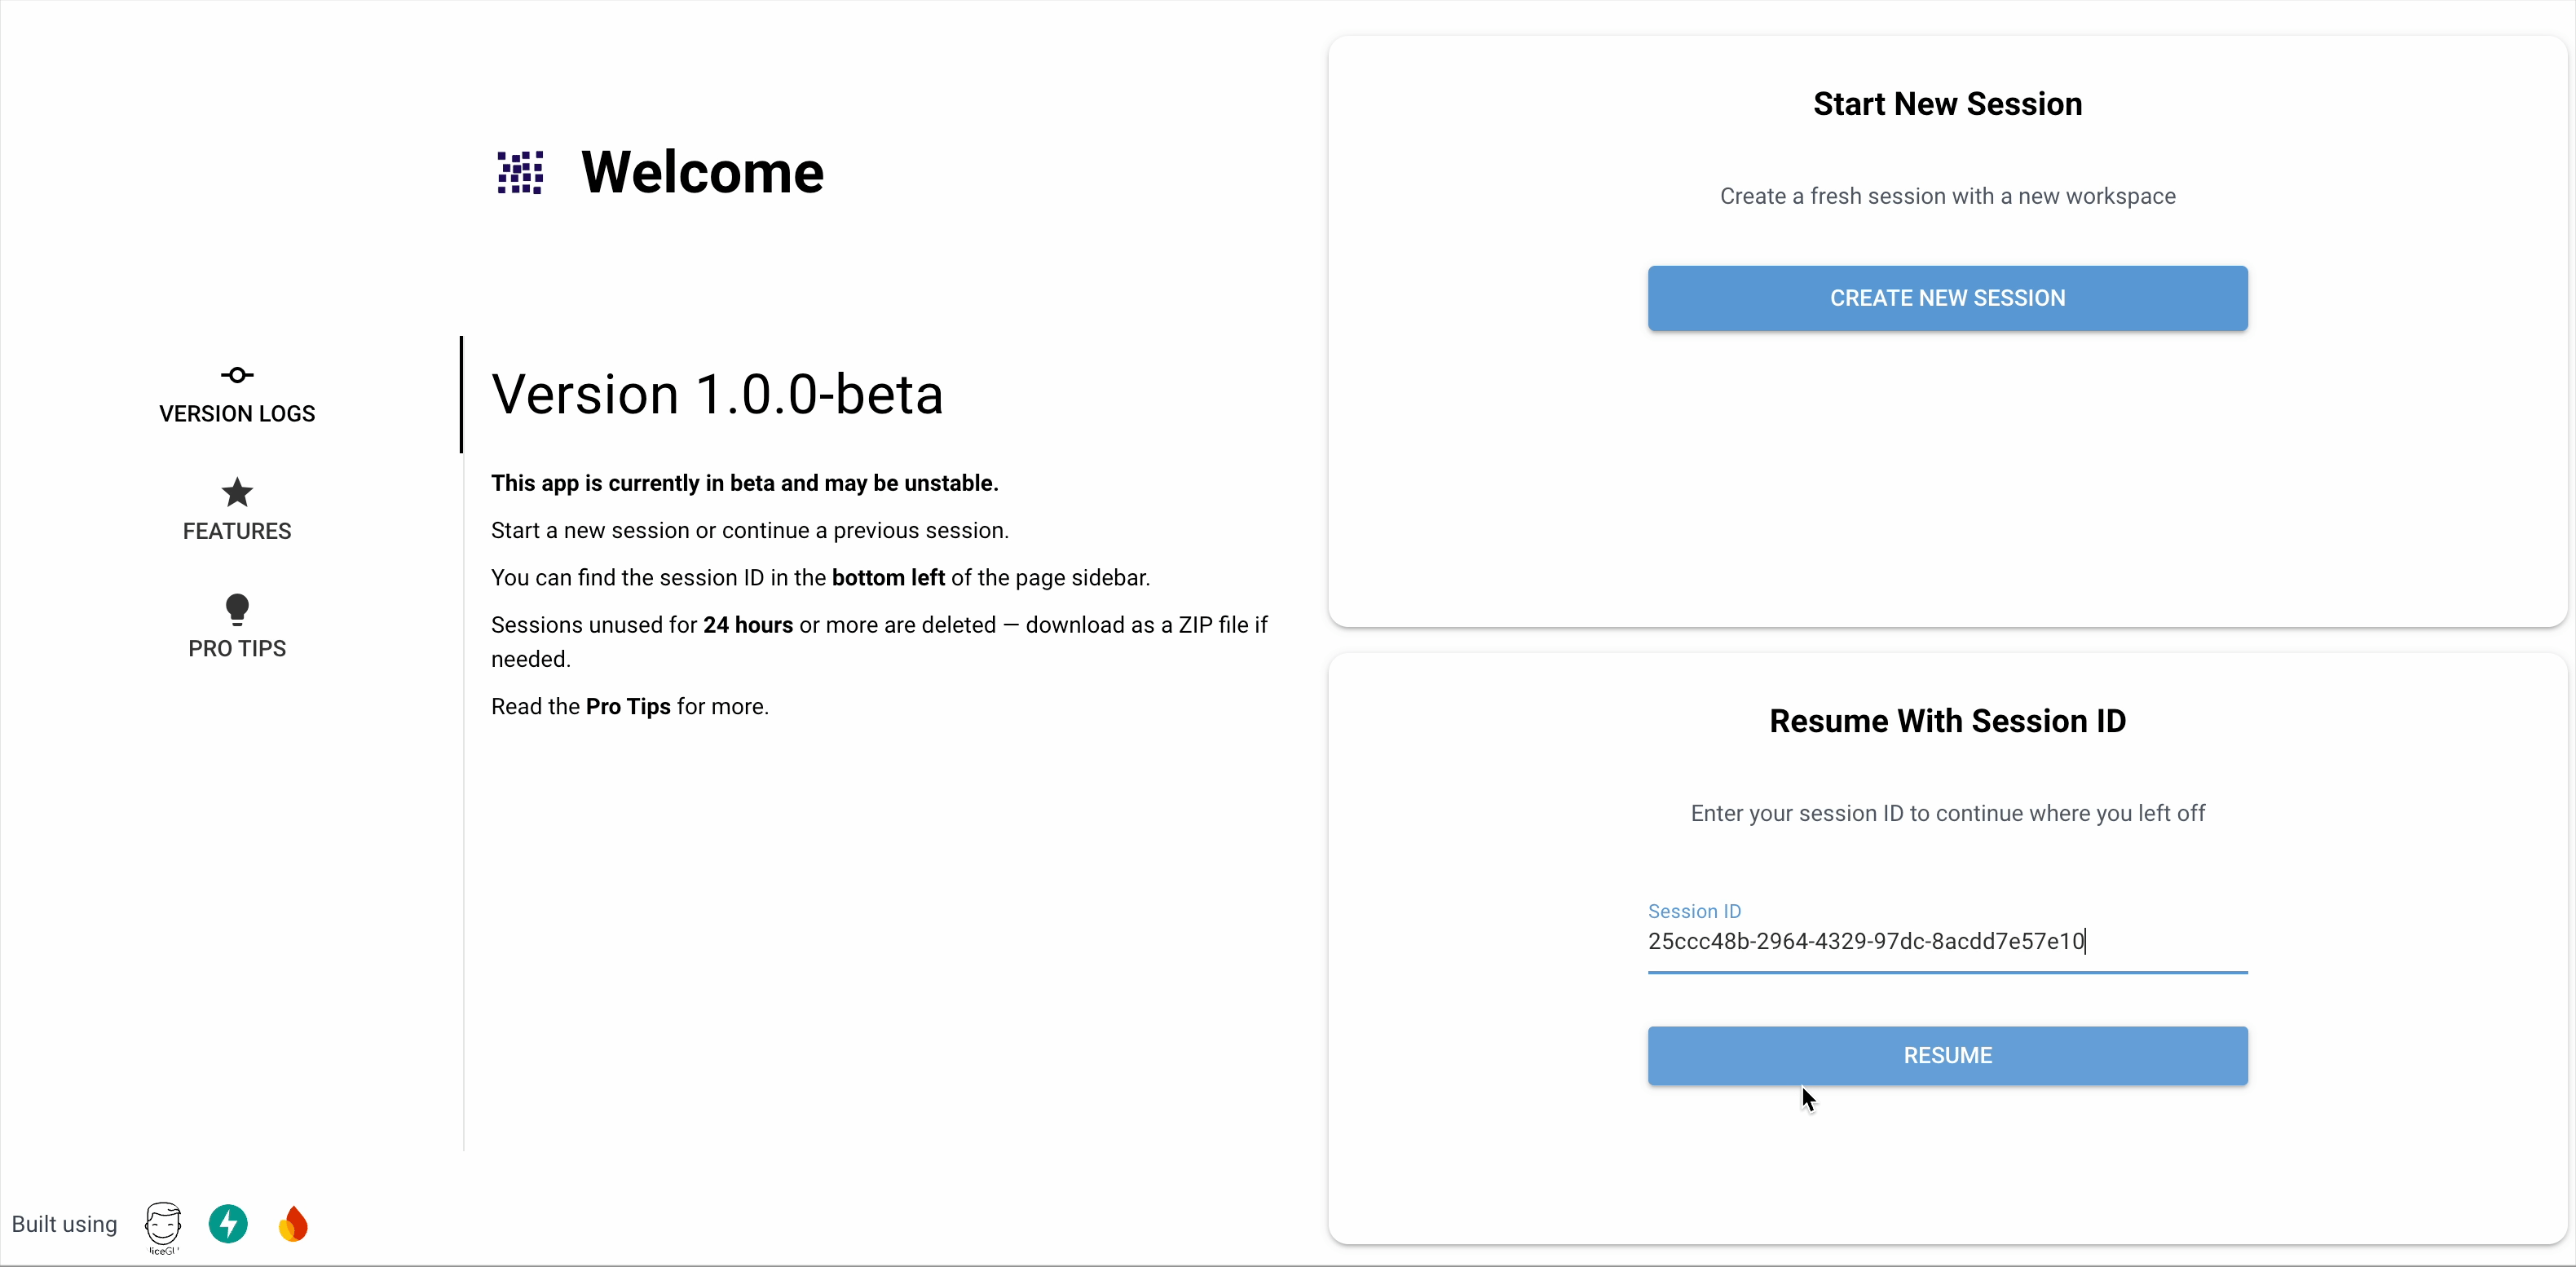 Welcome
VERSION LOGS
FEATURES
PRO TIPS
Version 1.0.0-beta
This app is currently in beta and may be unstable.
Start a new session or continue a previous session.
You can find the session ID in the bottom left of the page sidebar.
Sessions unused for 24 hours or more are deleted — download as a ZIP file if
needed.
Read the Pro Tips for more.
Built using
Start New Session
Create a fresh session with a new workspace
CREATE NEW SESSION
Resume With Session ID
Enter your session ID to continue where you left off
Session ID
25ccc48b-2964-4329-97dc-8acdd7e57e10
RESUME